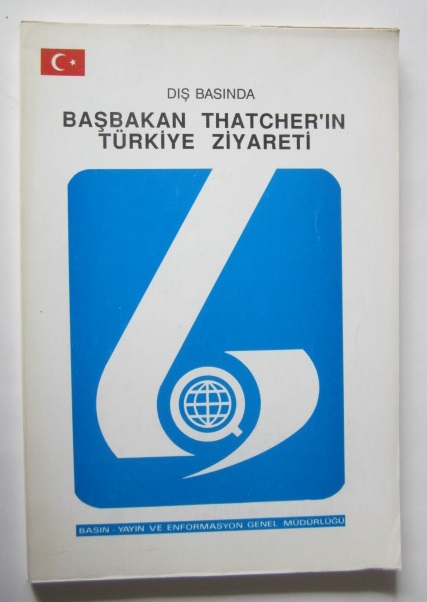 DIŞ BASINDA
BAŞBAKAN THATCHER'IN
TÜRKİYE ZİYARETİ
BASIN - YAYIN VE ENFORMASYON GENEL MÜDÜRLÜĞÜ